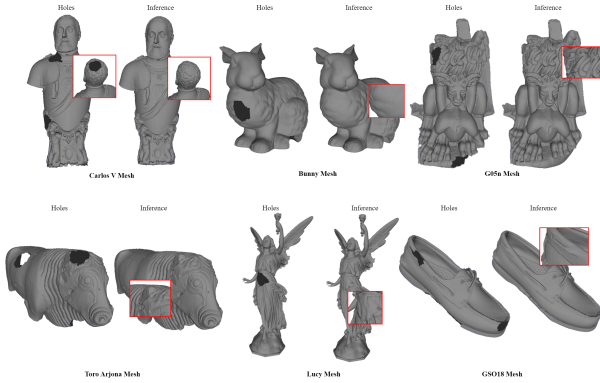 Holes Inference Holes Inference Holes Inference
Carlos V Mesh Bunny Mesh G05n Mesh
Holes Inference Holes Inference Holes Inference
Toro Arjona Mesh Lucy Mesh GSO18 Mesh